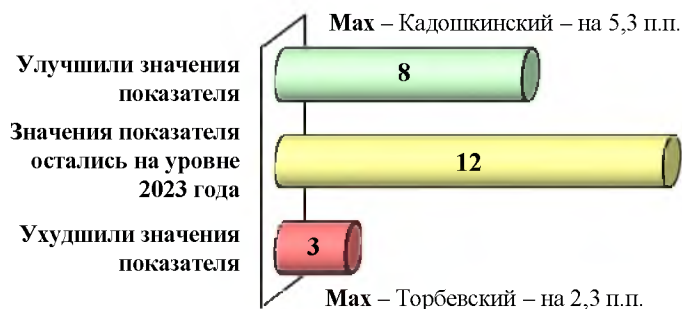 Max – Кадошкинский – на 5,3 п.п.
Улучшили значения
показателя
8
Значения показателя
остались на уровне
2023 года
12
Ухудшили значения
показателя
3
Max – Торбевский – на 2,3 п.п.